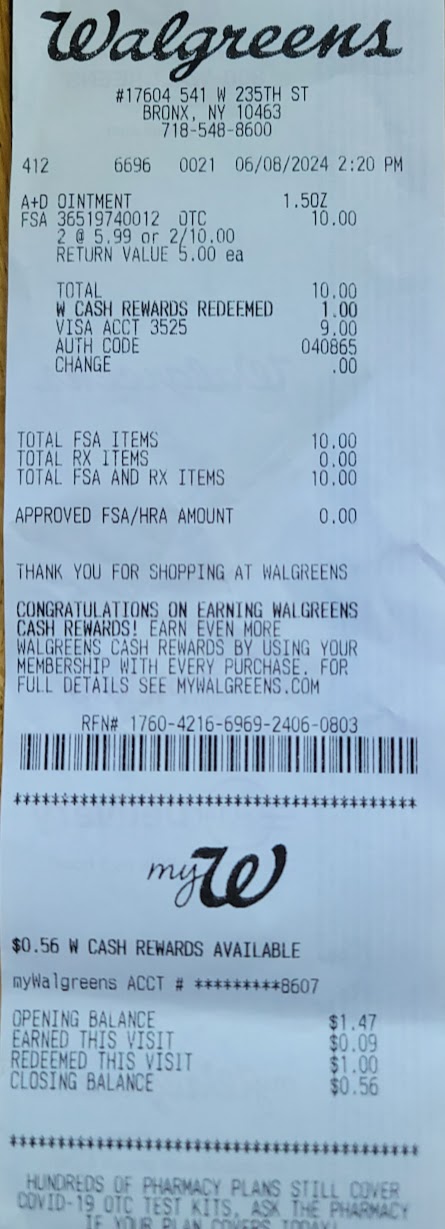 Walgreens
#17604 541 W 235TH ST
BRONX, NY 10463
718-548-8600
412 6696 0021 06/08/2024 2:20 PM
A+D OINTMENT 1.5OZ
FSA 36519740012 OTC 10.00
2 @ 5.99 or 2/10.00
RETURN VALUE 5.00 ea
TOTAL 10.00
W CASH REWARDS REDEEMED 1.00
VISA ACCT 3525 9.00
AUTH CODE 040865
CHANGE .00
TOTAL FSA ITEMS 10.00
TOTAL RX ITEMS 0.00
TOTAL FSA AND RX ITEMS 10.00
APPROVED FSA/HRA AMOUNT 0.00
THANK YOU FOR SHOPPING AT WALGREENS
CONGRATULATIONS ON EARNING WALGREENS
CASH REWARDS! EARN EVEN MORE
WALGREENS CASH REWARDS BY USING YOUR
MEMBERSHIP WITH EVERY PURCHASE. FOR
FULL DETAILS SEE MYWALGREENS.COM
RFN# 1760-4216-6969-2406-0803
****************************************
myW
$0.56 W CASH REWARDS AVAILABLE
myWalgreens ACCT # *********8607
OPENING BALANCE $1.47
EARNED THIS VISIT $0.09
REDEEMED THIS VISIT $1.00
CLOSING BALANCE $0.56
****************************************
HUNDREDS OF PHARMACY PLANS STILL COVER
COVID-19 OTC TEST KITS. ASK THE PHARMACY
IF YOUR PLAN COVERS TODAY!